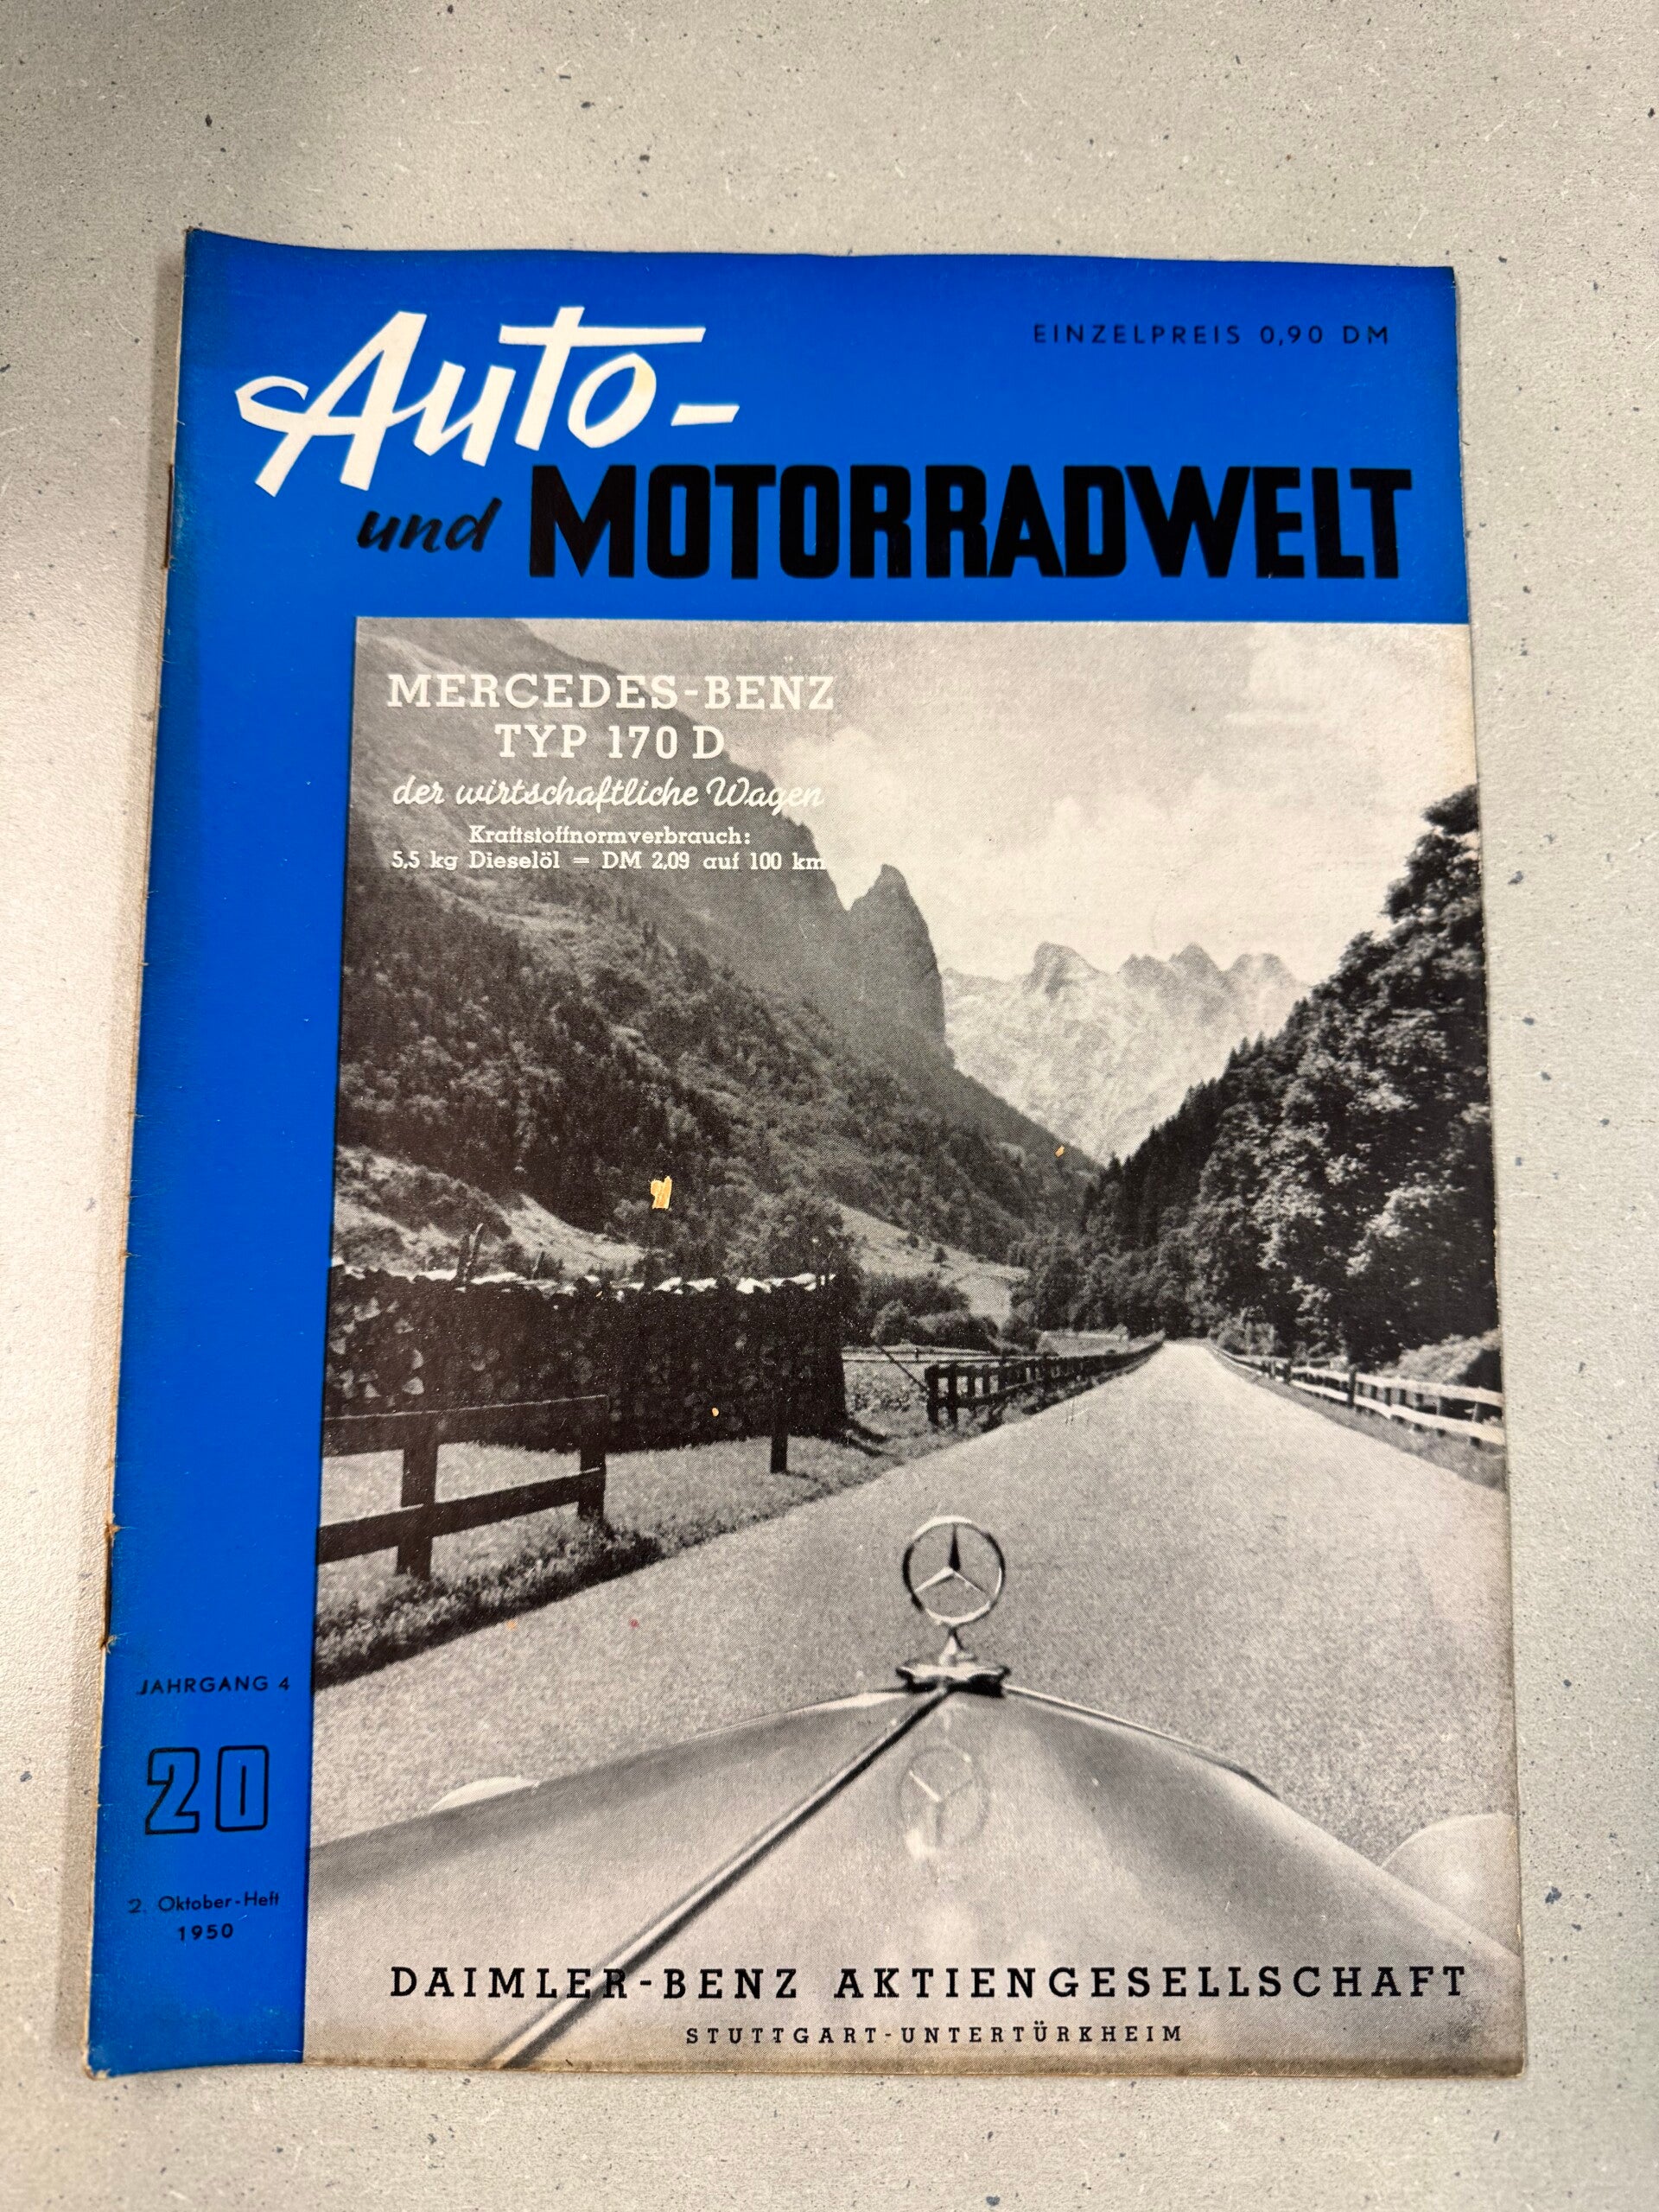 EINZELPREIS 0,90 DM
Auto-
und MOTORRADWELT
MERCEDES-BENZ
TYP 170 D
der wirtschaftliche Wagen
Kraftstoffnormverbrauch:
5,5 kg Dieselöl = DM 2,09 auf 100 km
JAHRGANG 4
20
2. Oktober-Heft
1950
DAIMLER-BENZ AKTIENGESELLSCHAFT
STUTTGART-UNTERTÜRKHEIM